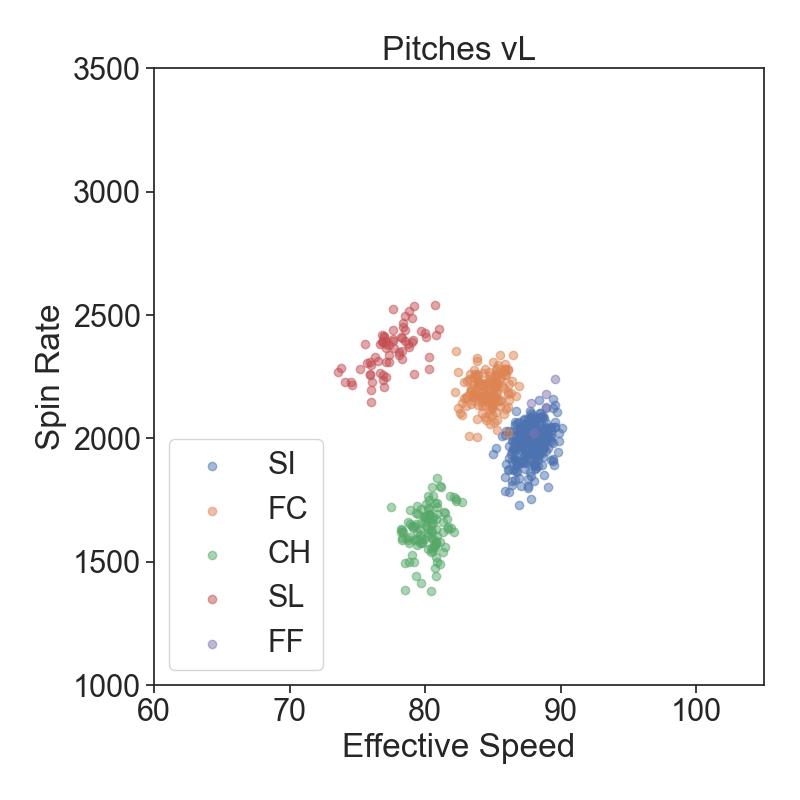 Pitches vL
3500
3000
2500
2000
1500
1000
Spin Rate
SI
FC
CH
SL
FF
60 70 80 90 100
Effective Speed